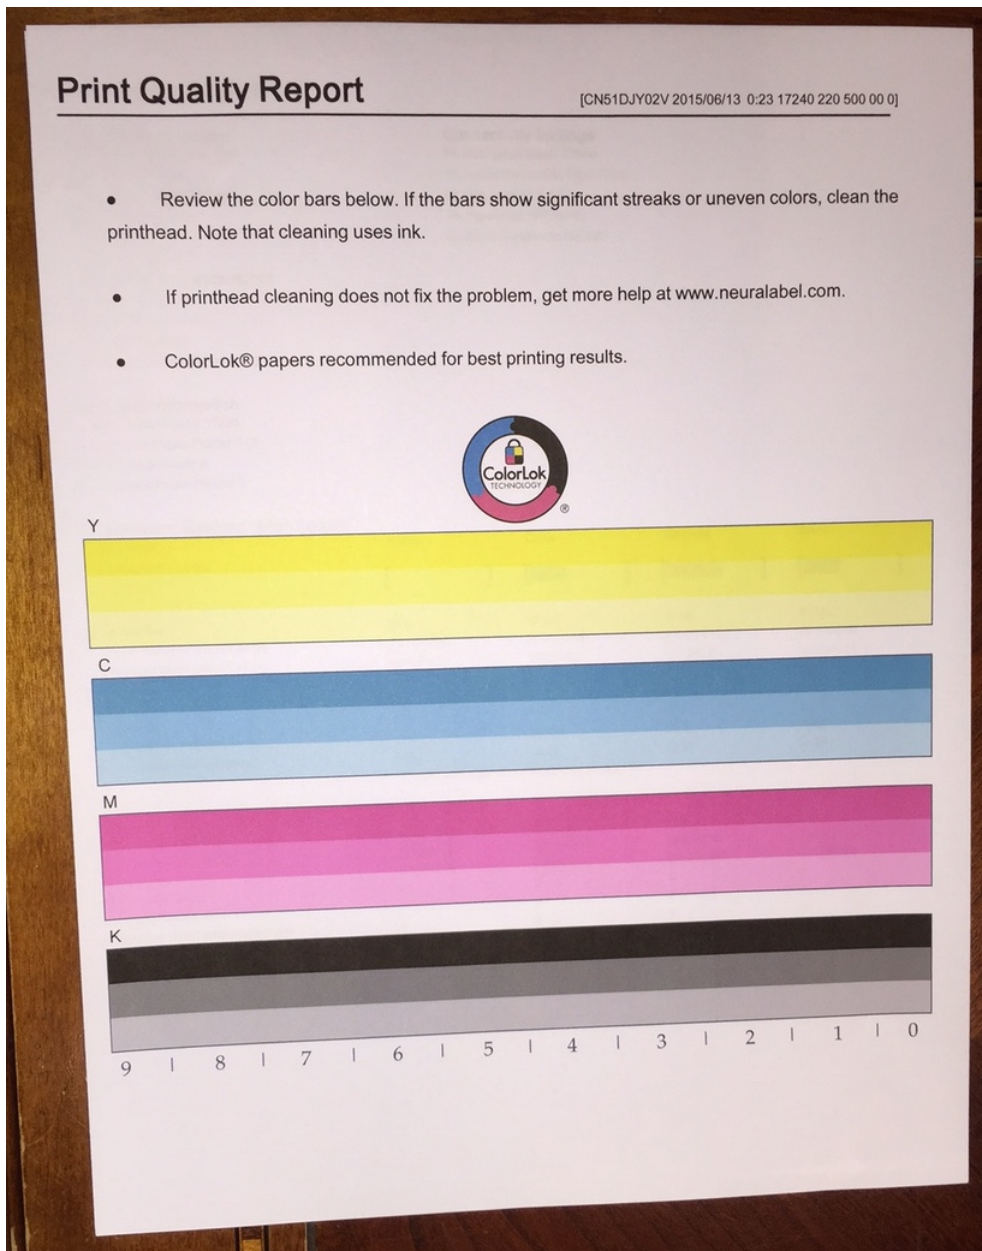 Print Quality Report
[CN51DJY02V 2015/06/13 0:23 17240 220 500 00 0]
• Review the color bars below. If the bars show significant streaks or uneven colors, clean the
printhead. Note that cleaning uses ink.
• If printhead cleaning does not fix the problem, get more help at www.neuralabel.com.
• ColorLok® papers recommended for best printing results.
ColorLok
TECHNOLOGY
®
Y
C
M
K
9 | 8 | 7 | 6 | 5 | 4 | 3 | 2 | 1 | 0